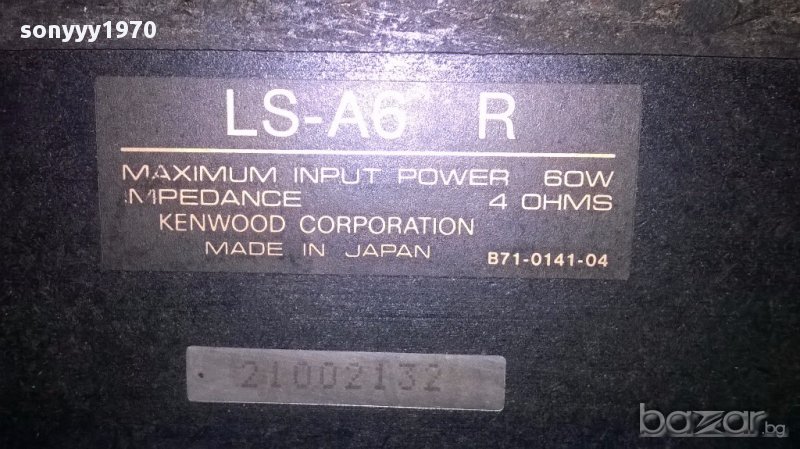 sonyyy1970
LS-A6 R
MAXIMUM INPUT POWER 60W
IMPEDANCE 4 OHMS
KENWOOD CORPORATION
MADE IN JAPAN B71-0141-04
21002132
bazar.bg